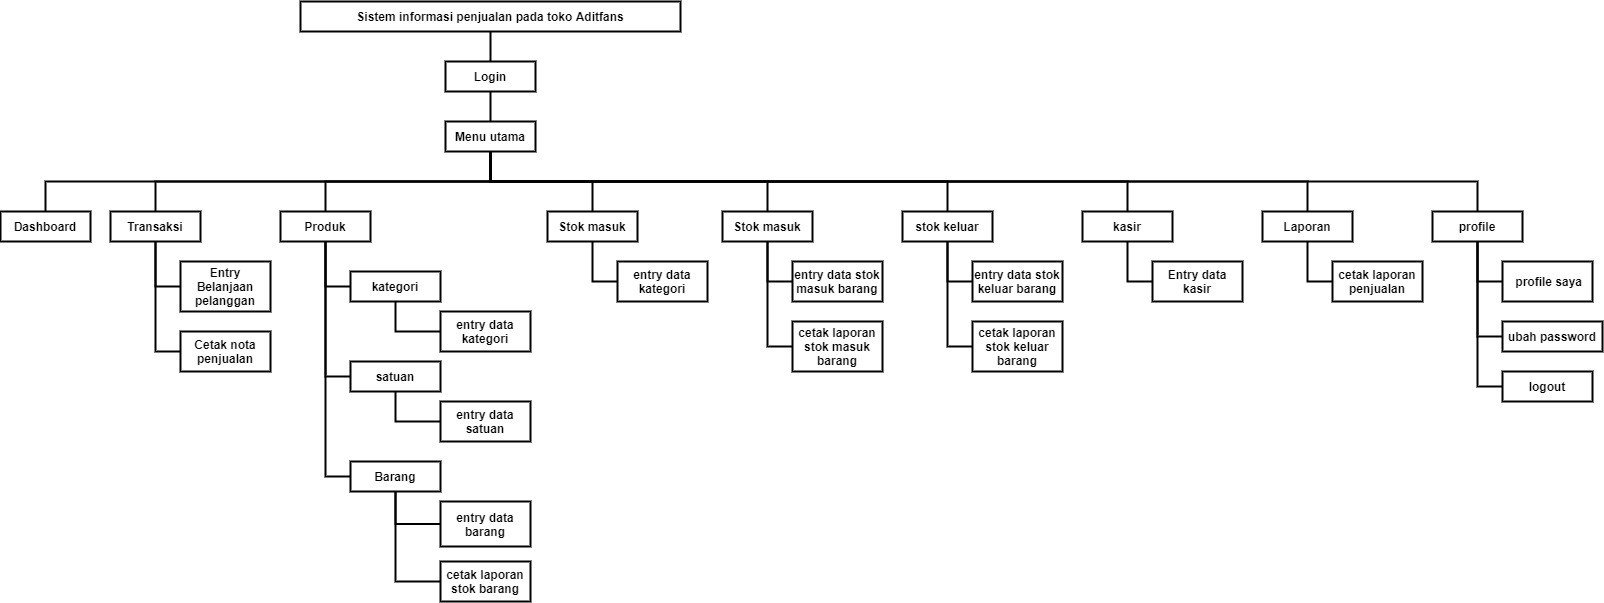 Sistem informasi penjualan pada toko Aditfans
Login
Menu utama
Dashboard
Transaksi
Entry
Belanjaan
pelanggan
Cetak nota
penjualan
Produk
kategori
entry data
kategori
satuan
entry data
satuan
Barang
entry data
barang
cetak laporan
stok barang
Stok masuk
entry data
kategori
Stok masuk
entry data stok
masuk barang
cetak laporan
stok masuk
barang
stok keluar
entry data stok
keluar barang
cetak laporan
stok keluar
barang
kasir
Entry data
kasir
Laporan
cetak laporan
penjualan
profile
profile saya
ubah password
logout